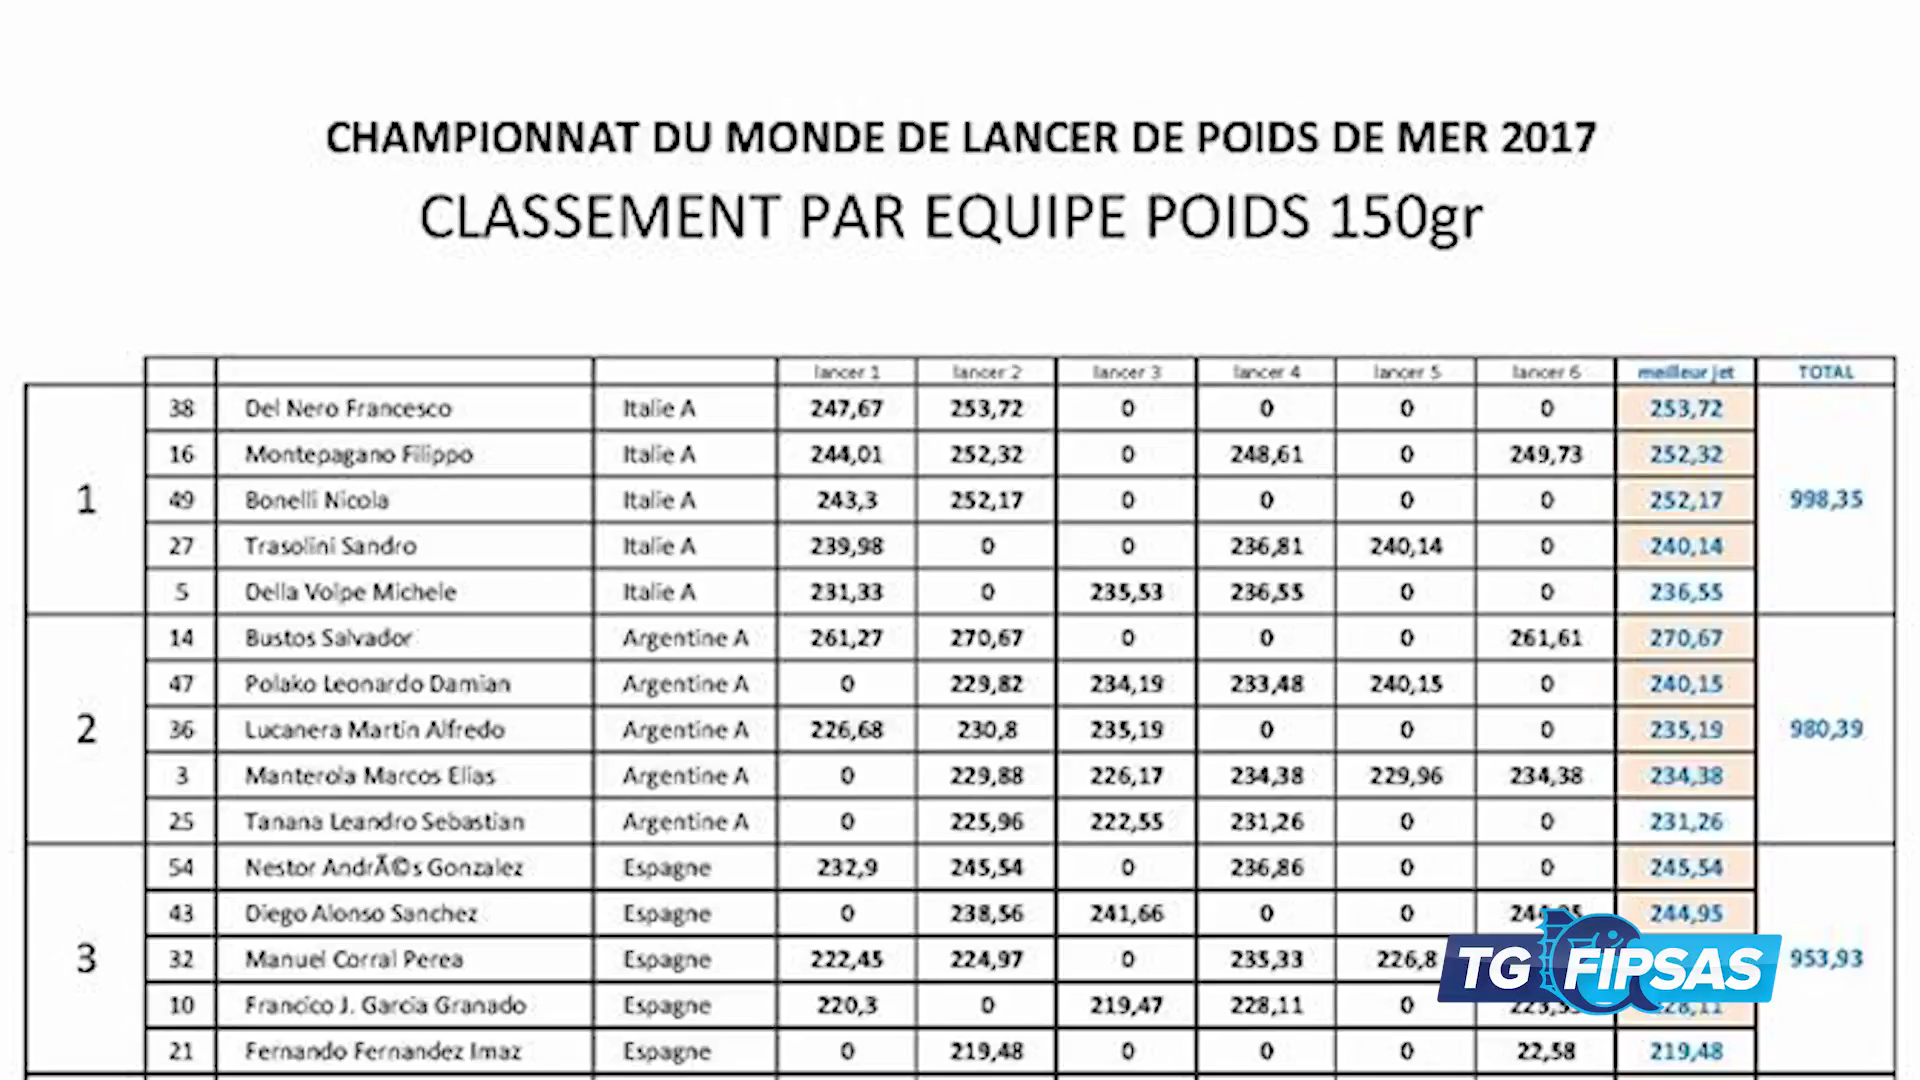 CHAMPIONNAT DU MONDE DE LANCER DE POIDS DE MER 2017
CLASSEMENT PAR EQUIPE POIDS 150gr
lancer 1 lancer 2 lancer 3 lancer 4 lancer 5 lancer 6 meilleur jet TOTAL
38 Del Nero Francesco Italie A 247,67 253,72 0 0 0 0 253,72
16 Montepagano Filippo Italie A 244,01 252,32 0 248,61 0 249,73 252,32
1 49 Bonelli Nicola Italie A 243,3 252,17 0 0 0 0 252,17 998,35
27 Trasolini Sandro Italie A 239,98 0 0 236,81 240,14 0 240,14
5 Della Volpe Michele Italie A 231,33 0 235,53 236,55 0 0 236,55
14 Bustos Salvador Argentine A 261,27 270,67 0 0 0 261,61 270,67
47 Polako Leonardo Damian Argentine A 0 229,82 234,19 233,48 240,15 0 240,15
2 36 Lucanera Martin Alfredo Argentine A 226,68 230,8 235,19 0 0 0 235,19 980,39
3 Manterola Marcos Elias Argentine A 0 229,88 226,17 234,38 229,96 234,38 234,38
25 Tanana Leandro Sebastian Argentine A 0 225,96 222,55 231,26 0 0 231,26
54 Nestor AndrÃ©s Gonzalez Espagne 232,9 245,54 0 236,86 0 0 245,54
43 Diego Alonso Sanchez Espagne 0 238,56 241,66 0 0 244,95
3 32 Manuel Corral Perea Espagne 222,45 224,97 0 235,33 226,8 953,93
TG FIPSAS
10 Francico J. Garcia Granado Espagne 220,3 0 219,47 228,11 0
21 Fernando Fernandez Imaz Espagne 0 219,48 0 0 0 22,58 219,48